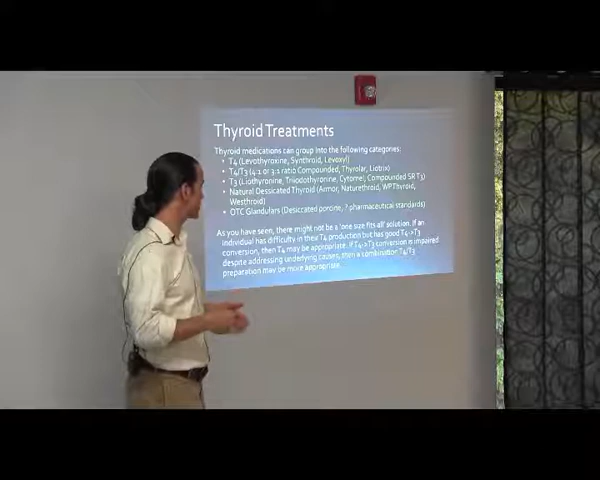 Thyroid Treatments
Thyroid medications can group into the following categories:
• T4 (Levothyroxine, Synthroid, Levoxyl)
• T4/T3 (4:1 or 3:1 ratio Compounded, Thyrolar, Liotrix)
• T3 (Liothyronine, Triiodothyronine, Cytomel, Compounded SR T3)
• Natural Dessicated Thyroid (Armor, Naturethroid, WPThyroid,
Westhroid)
• OTC Glandulars (Desiccated porcine, ? pharmaceutical standards)
As you have seen, there might not be a 'one size fits all' solution. If an
individual has difficulty in their T4 production but has good T4->T3
conversion, then T4 may be appropriate. If T4->T3 conversion is impaired
despite addressing underlying causes, then a combination T4/T3
preparation may be more appropriate.